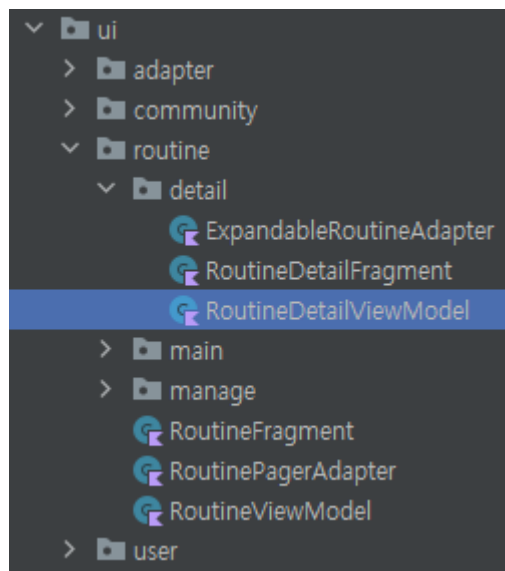 ui
adapter
community
routine
detail
ExpandableRoutineAdapter
RoutineDetailFragment
RoutineDetailViewModel
main
manage
RoutineFragment
RoutinePagerAdapter
RoutineViewModel
user